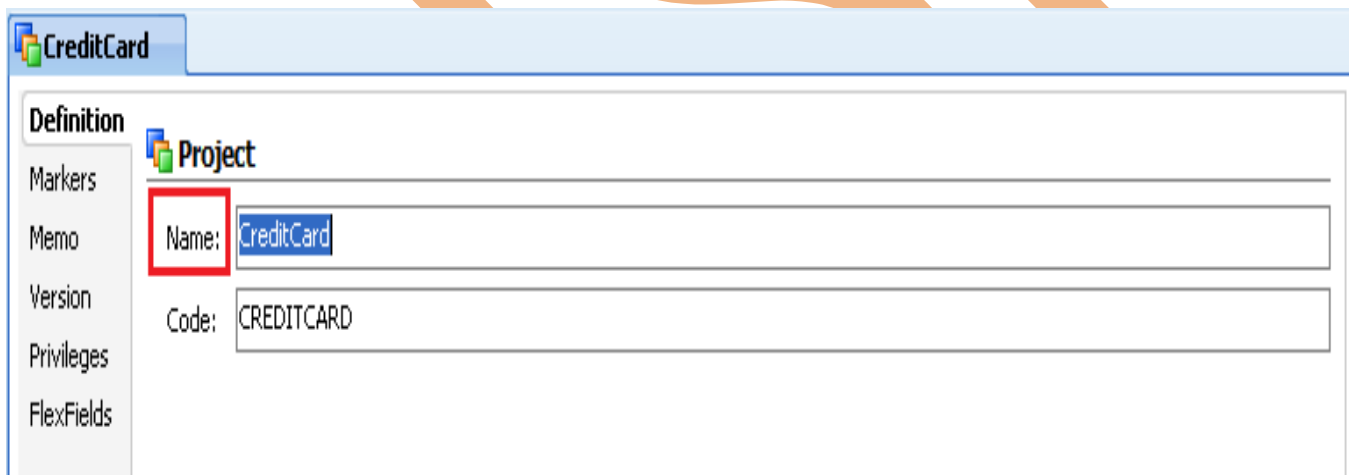 CreditCard
Definition
Project
Markers
Memo
Name: CreditCard
Version
Code: CREDITCARD
Privileges
FlexFields